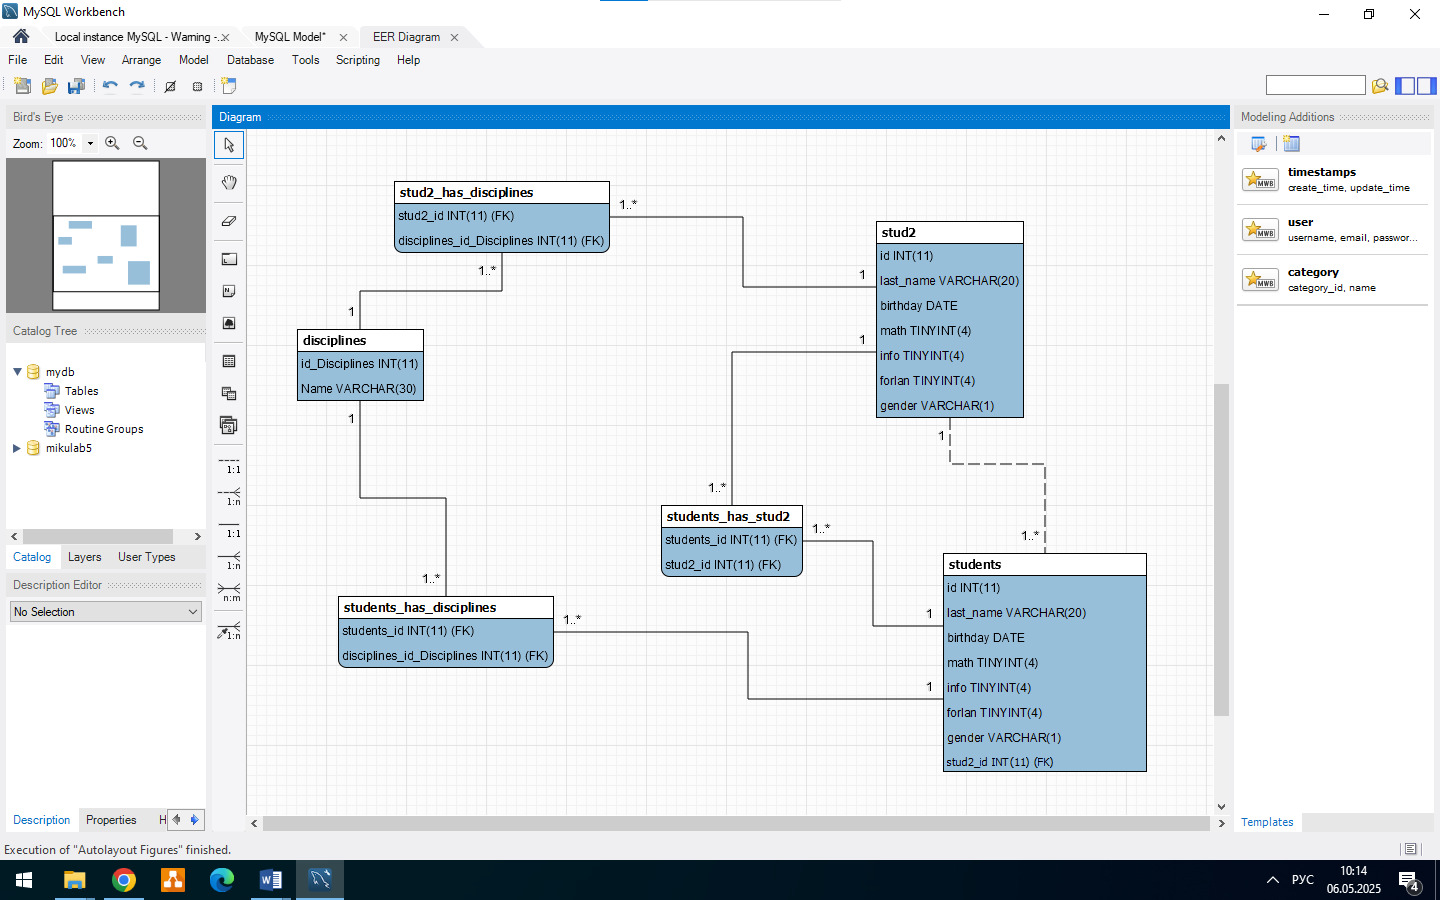 MySQL Workbench
Local instance MySQL - Warning -...
MySQL Model*
EER Diagram
File Edit View Arrange Model Database Tools Scripting Help
Bird's Eye
Zoom: 100%
Catalog Tree
mydb
Tables
Views
Routine Groups
mikulab5
Catalog Layers User Types
Description Editor
No Selection
Description Properties H
Diagram
1:1
1:n
1:1
1:n
n:m
1:n
stud2_has_disciplines
stud2_id INT(11) (FK)
disciplines_id_Disciplines INT(11) (FK)
1..*
1..*
1
disciplines
id_Disciplines INT(11)
Name VARCHAR(30)
1
1..*
students_has_disciplines
students_id INT(11) (FK)
disciplines_id_Disciplines INT(11) (FK)
1..*
1
stud2
id INT(11)
last_name VARCHAR(20)
birthday DATE
math TINYINT(4)
info TINYINT(4)
forlan TINYINT(4)
gender VARCHAR(1)
1
1
1..*
students_has_stud2
students_id INT(11) (FK)
stud2_id INT(11) (FK)
1..*
1..*
students
id INT(11)
last_name VARCHAR(20)
birthday DATE
math TINYINT(4)
info TINYINT(4)
forlan TINYINT(4)
gender VARCHAR(1)
stud2_id INT(11) (FK)
1
1
Modeling Additions
timestamps
create_time, update_time
user
username, email, passwor...
category
category_id, name
MWB
MWB
MWB
Templates
Execution of "Autolayout Figures" finished.
РУС
10:14
06.05.2025
4